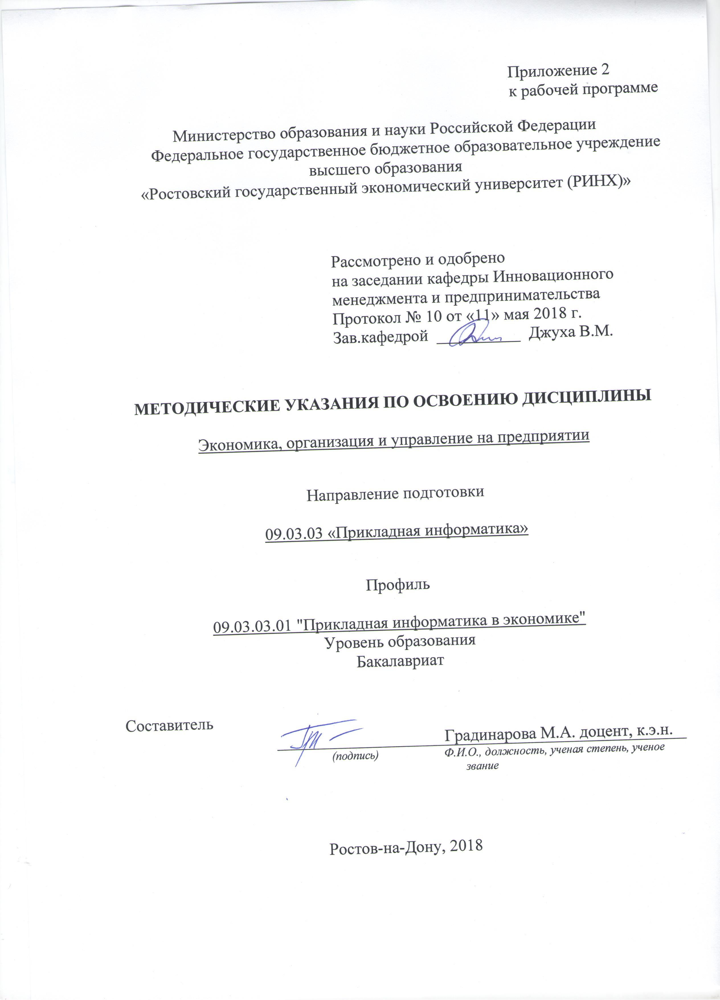 Приложение 2
к рабочей программе
Министерство образования и науки Российской Федерации
Федеральное государственное бюджетное образовательное учреждение
высшего образования
«Ростовский государственный экономический университет (РИНХ)»
Рассмотрено и одобрено
на заседании кафедры Инновационного
менеджмента и предпринимательства
Протокол № 10 от «11» мая 2018 г.
Зав.кафедрой __________ Джуха В.М.
МЕТОДИЧЕСКИЕ УКАЗАНИЯ ПО ОСВОЕНИЮ ДИСЦИПЛИНЫ
Экономика, организация и управление на предприятии
Направление подготовки
09.03.03 «Прикладная информатика»
Профиль
09.03.03.01 "Прикладная информатика в экономике"
Уровень образования
Бакалавриат
Составитель
Градинарова М.А. доцент, к.э.н.
(подпись) Ф.И.О., должность, ученая степень, ученое
звание
Ростов-на-Дону, 2018